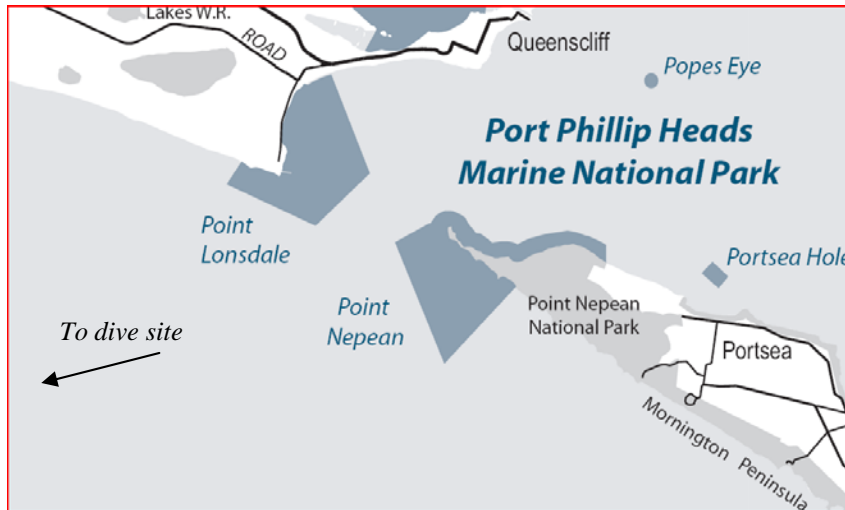 Lakes W.R.
ROAD
Queenscliff
Popes Eye
Port Phillip Heads
Marine National Park
Point
Lonsdale
Portsea Hole
Point
Nepean
Point Nepean
National Park
To dive site
Portsea
Mornington Peninsula